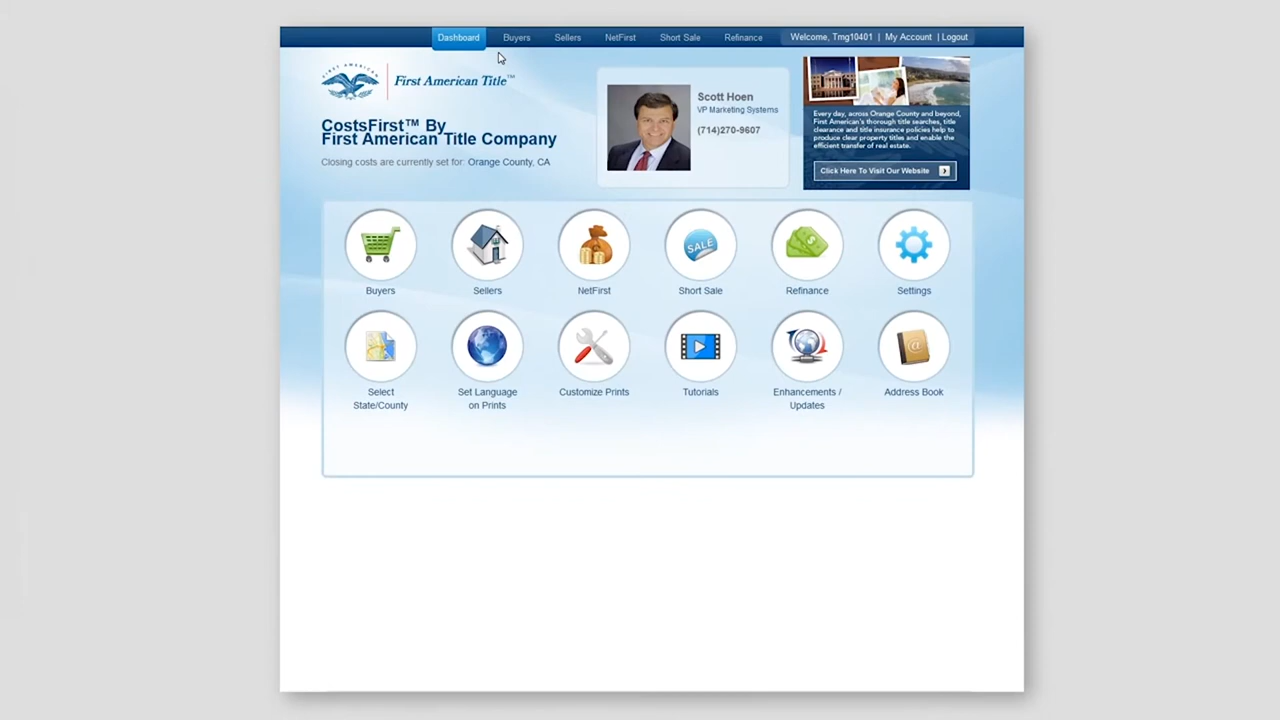 Dashboard Buyers Sellers NetFirst Short Sale Refinance Welcome, Tmg10401 | My Account | Logout
FIRST AMERICAN
First American Title™
CostsFirst™ By
First American Title Company
Closing costs are currently set for: Orange County, CA
Scott Hoen
VP Marketing Systems
(714)270-9607
Every day, across Orange County and beyond,
First American's thorough title searches, title
clearance and title insurance policies help to
produce clear property titles and enable the
efficient transfer of real estate.
Click Here To Visit Our Website
SALE
Buyers Sellers NetFirst Short Sale Refinance Settings
@
Select
State/County
Set Language
on Prints
Customize Prints
Tutorials
Enhancements /
Updates
Address Book